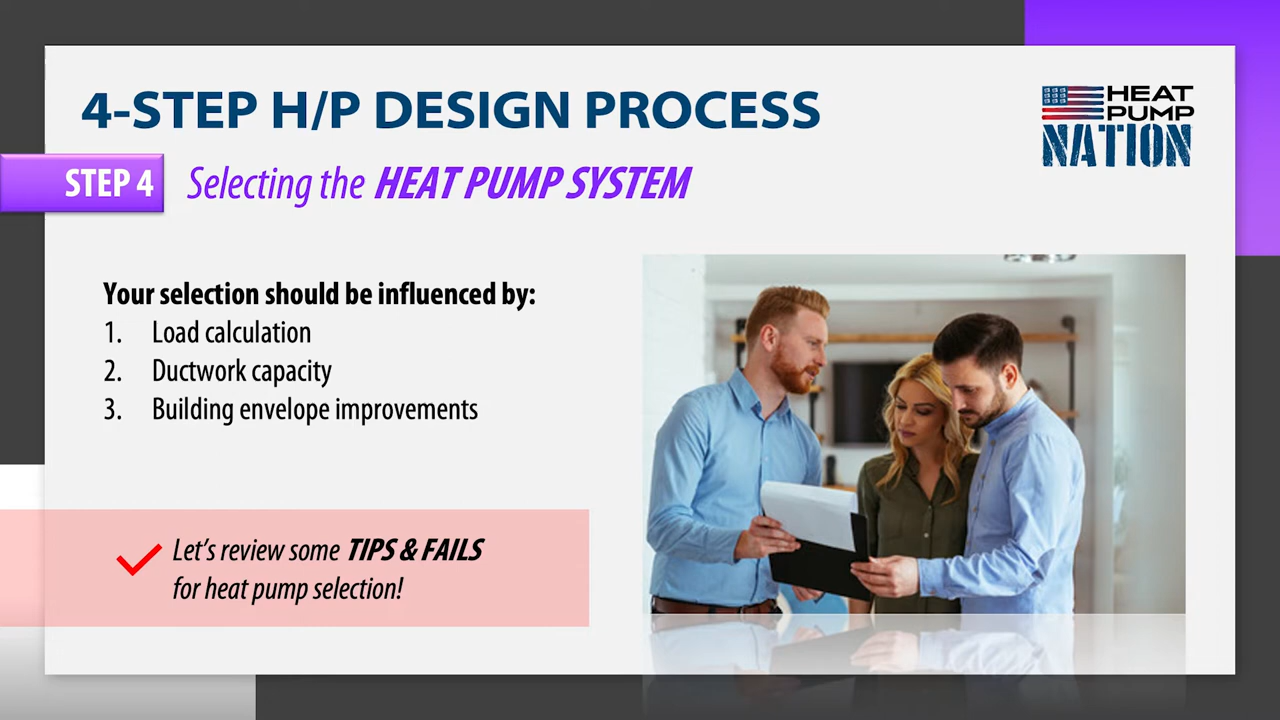 4-STEP H/P DESIGN PROCESS
HEAT
PUMP
NATION
STEP 4 Selecting the HEAT PUMP SYSTEM
Your selection should be influenced by:
1. Load calculation
2. Ductwork capacity
3. Building envelope improvements
Let’s review some TIPS & FAILS
for heat pump selection!